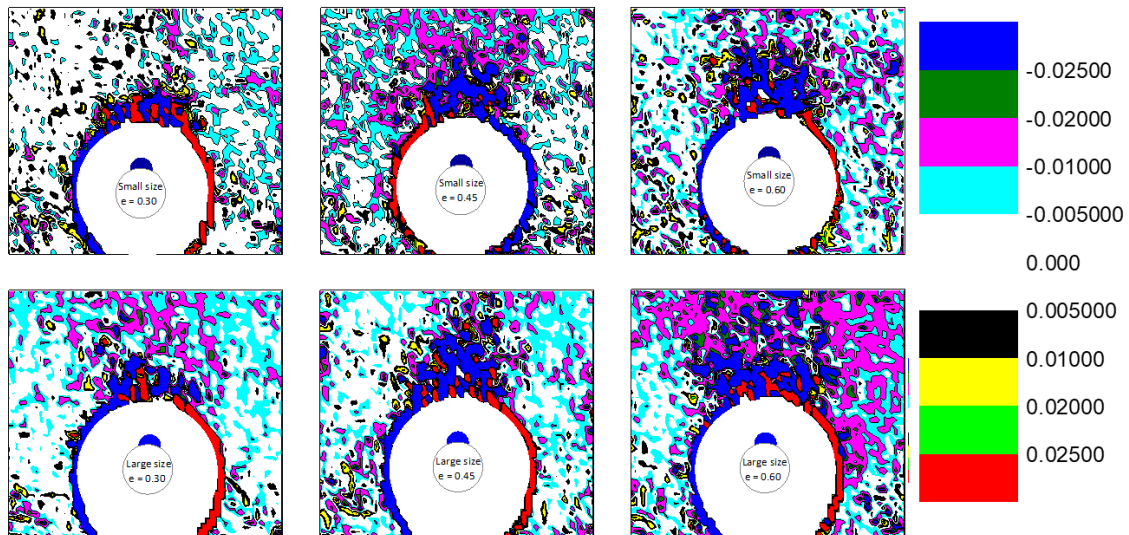 Small size
e = 0.30
Small size
e = 0.45
Small size
e = 0.60
-0.02500
-0.02000
-0.01000
-0.005000
0.000
0.005000
0.01000
0.02000
0.02500
Large size
e = 0.30
Large size
e = 0.45
Large size
e = 0.60